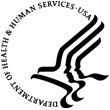 DEPARTMENT OF HEALTH & HUMAN SERVICES·USA